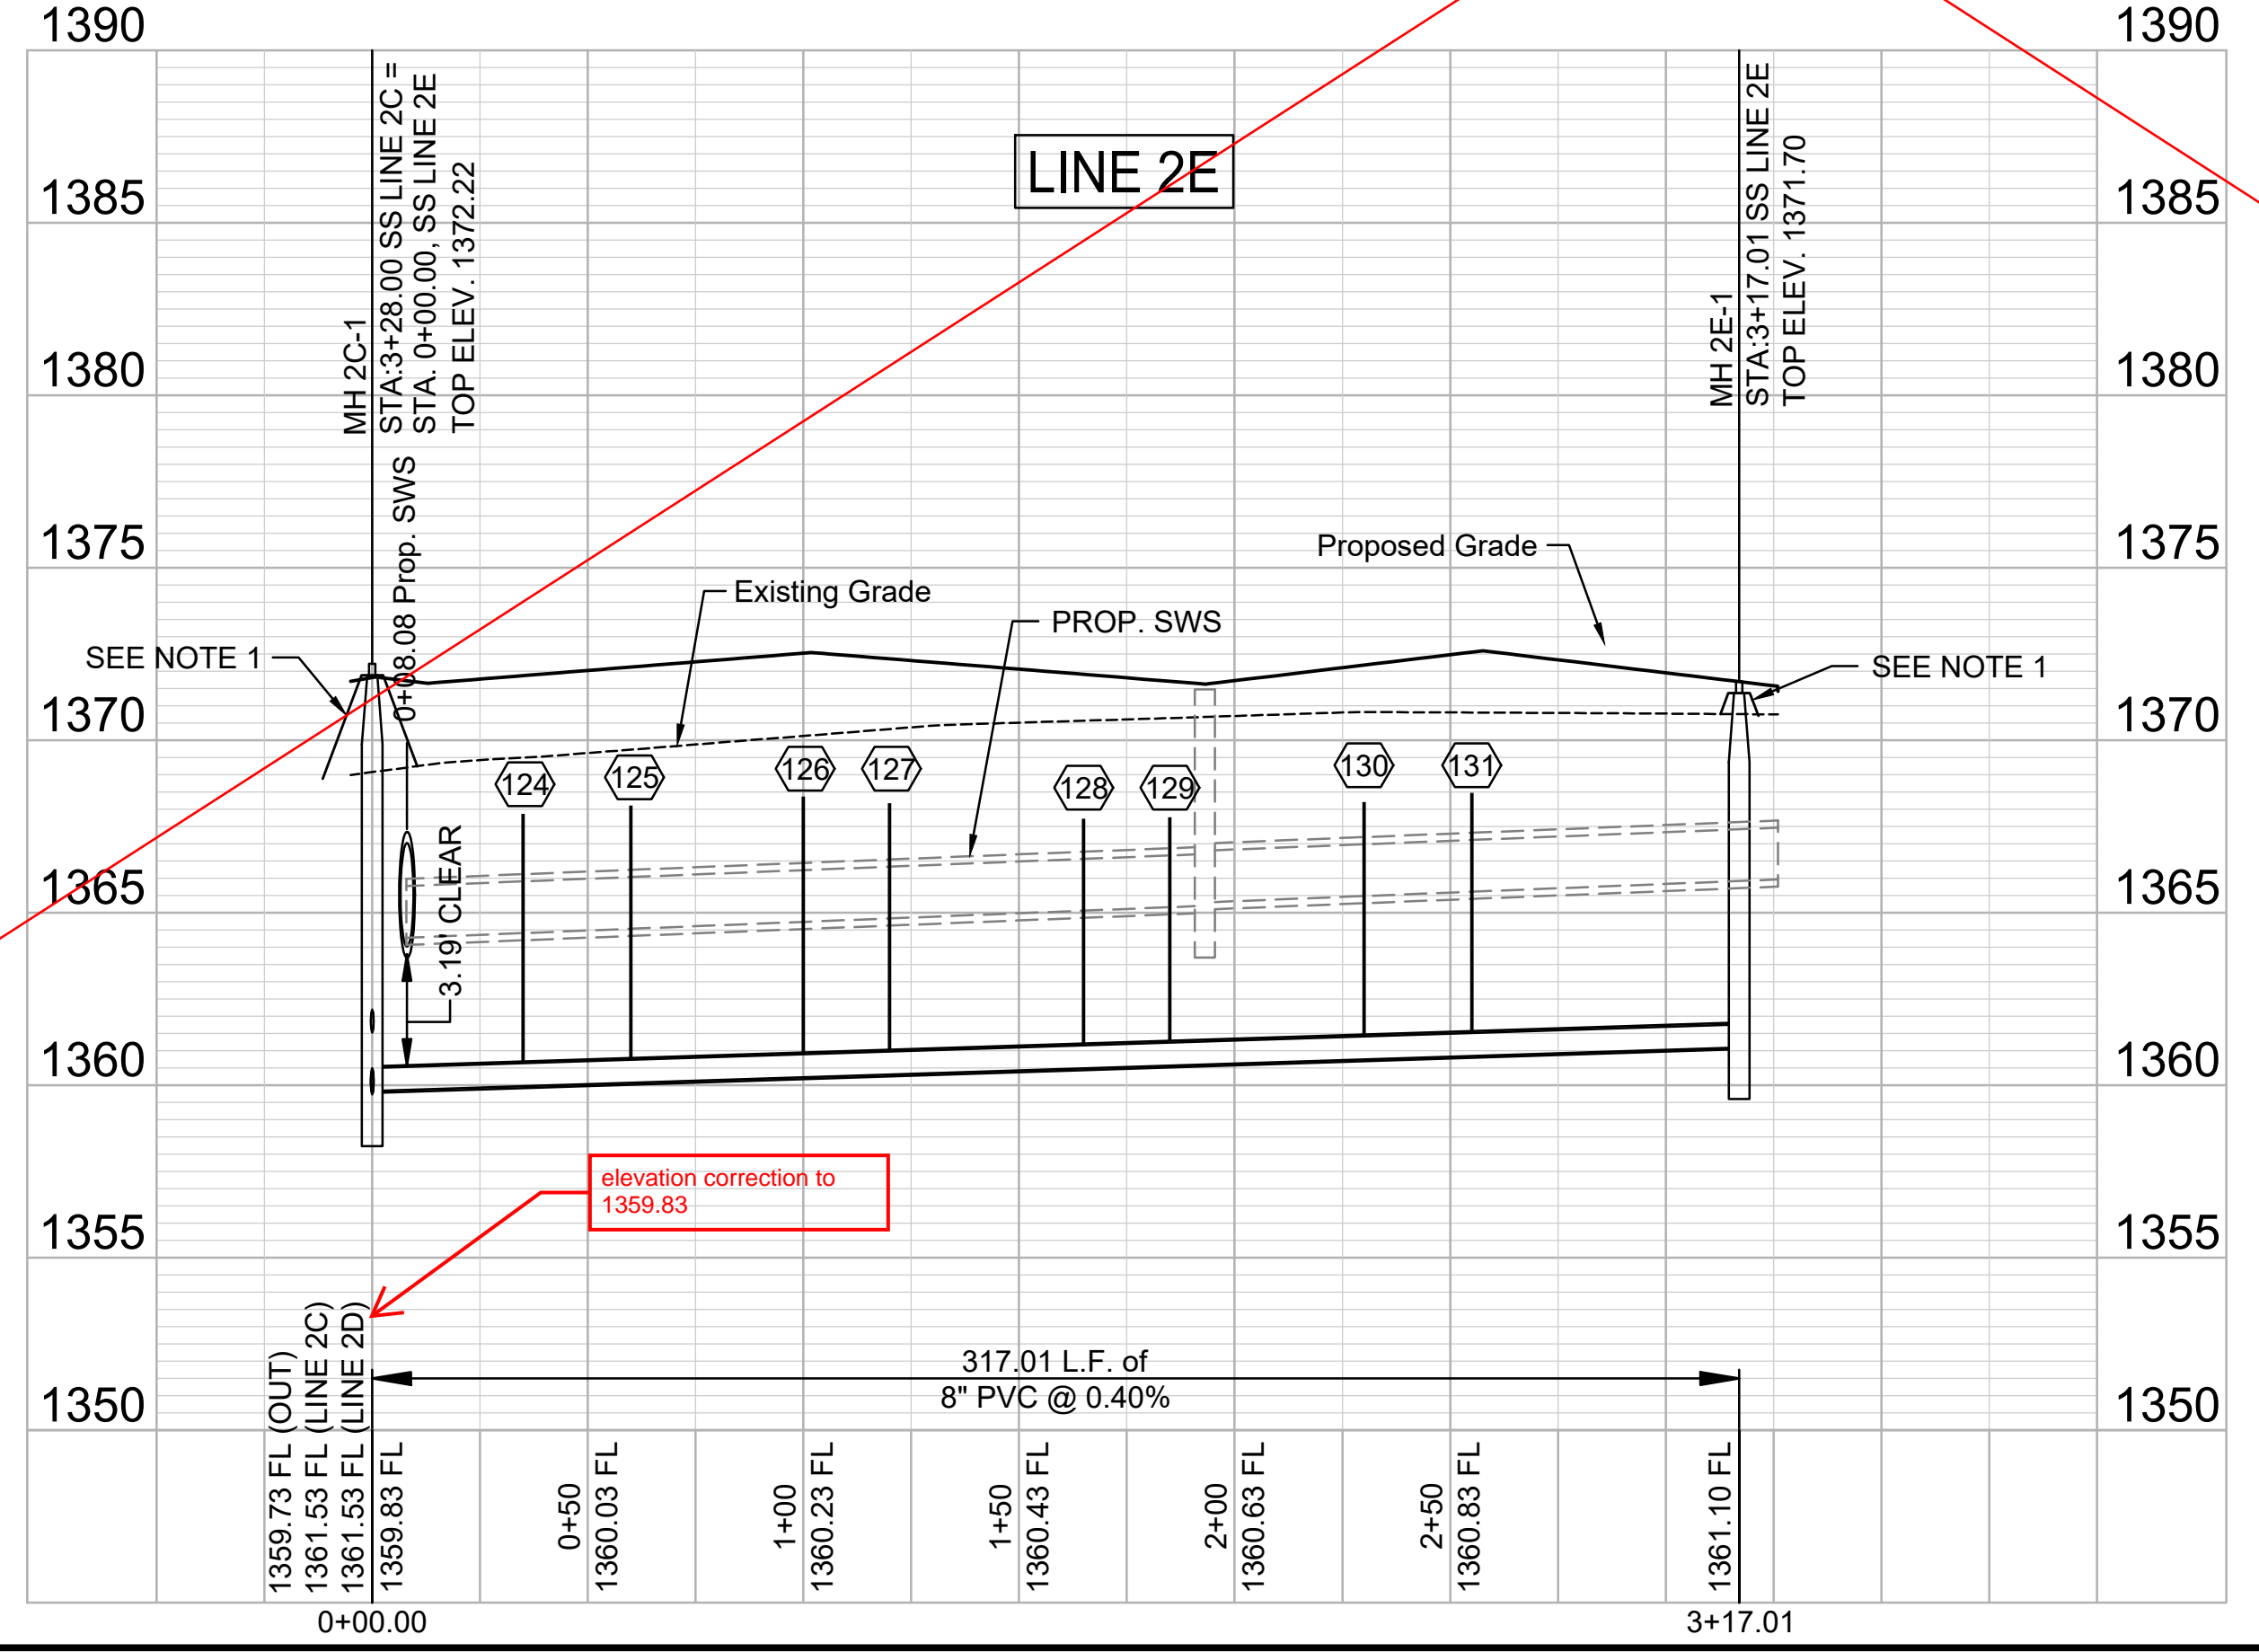 1390
1390
1385
1385
1380
1380
1375
1375
1370
1370
1365
1365
1360
1360
1355
1355
1350
1350
LINE 2E
MH 2C-1
STA:3+28.00 SS LINE 2C =
STA. 0+00.00, SS LINE 2E
TOP ELEV. 1372.22
0+08.08 Prop. SWS
MH 2E-1
STA:3+17.01 SS LINE 2E
TOP ELEV. 1371.70
Proposed Grade
Existing Grade
PROP. SWS
SEE NOTE 1
SEE NOTE 1
124
125
126
127
128
129
130
131
3.19' CLEAR
elevation correction to
1359.83
317.01 L.F. of
8" PVC @ 0.40%
1359.73 FL (OUT)
1361.53 FL (LINE 2C)
1361.53 FL (LINE 2D)
1359.83 FL
0+50
1360.03 FL
1+00
1360.23 FL
1+50
1360.43 FL
2+00
1360.63 FL
2+50
1360.83 FL
1361.10 FL
0+00.00
3+17.01